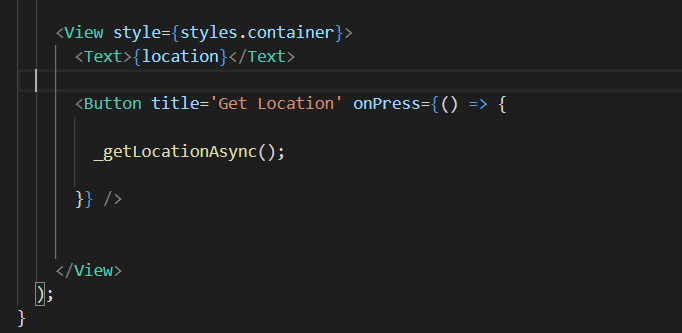 <View style={styles.container}>
<Text>{location}</Text>
<Button title='Get Location' onPress={() => {
_getLocationAsync();
}} />
</View>
);
}